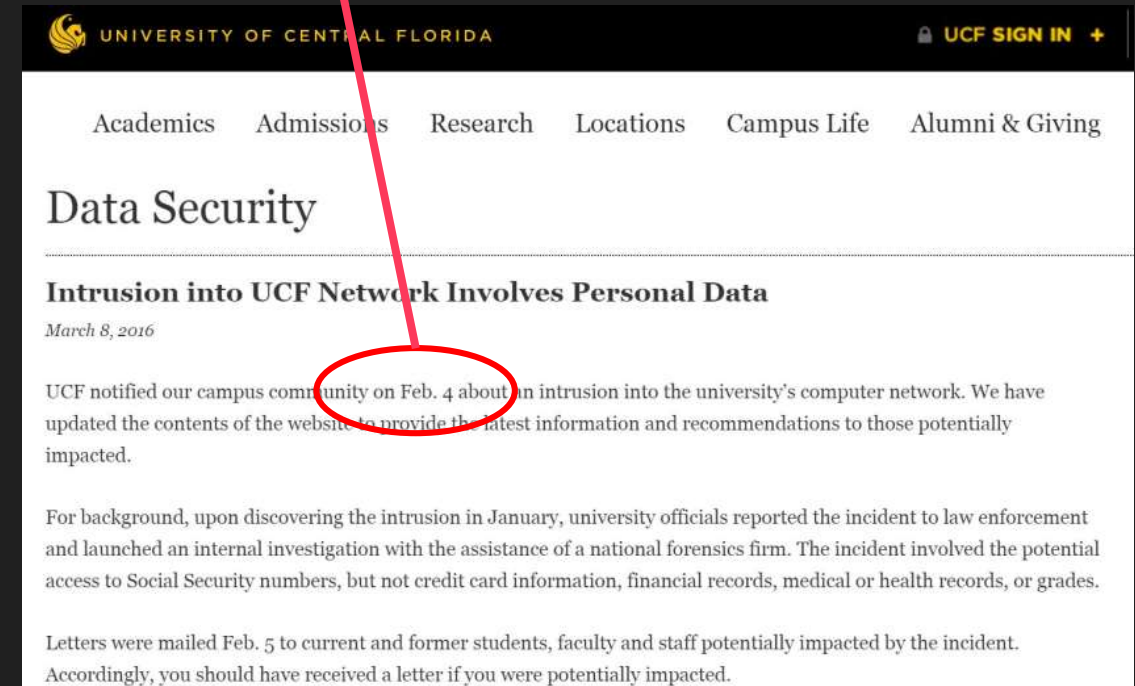 UNIVERSITY OF CENTRAL FLORIDA
UCF SIGN IN +
Academics Admissions Research Locations Campus Life Alumni & Giving
Data Security
Intrusion into UCF Network Involves Personal Data
March 8, 2016
UCF notified our campus community on Feb. 4 about an intrusion into the university's computer network. We have
updated the contents of the website to provide the latest information and recommendations to those potentially
impacted.
For background, upon discovering the intrusion in January, university officials reported the incident to law enforcement
and launched an internal investigation with the assistance of a national forensics firm. The incident involved the potential
access to Social Security numbers, but not credit card information, financial records, medical or health records, or grades.
Letters were mailed Feb. 5 to current and former students, faculty and staff potentially impacted by the incident.
Accordingly, you should have received a letter if you were potentially impacted.